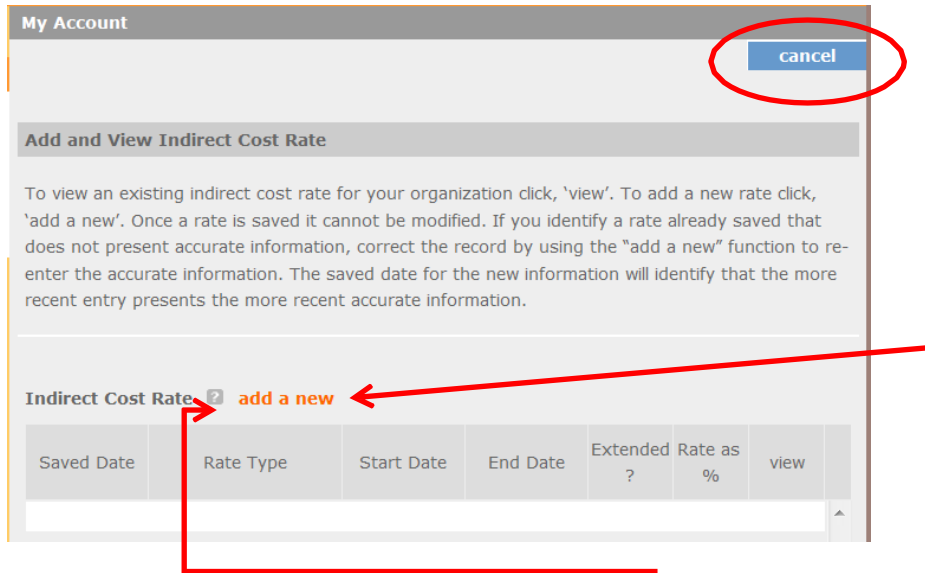 My Account
cancel
Add and View Indirect Cost Rate
To view an existing indirect cost rate for your organization click, ‘view’. To add a new rate click,
‘add a new’. Once a rate is saved it cannot be modified. If you identify a rate already saved that
does not present accurate information, correct the record by using the “add a new” function to re-
enter the accurate information. The saved date for the new information will identify that the more
recent entry presents the more recent accurate information.
Indirect Cost Rate ? add a new
Saved Date Rate Type Start Date End Date Extended ? Rate as % view